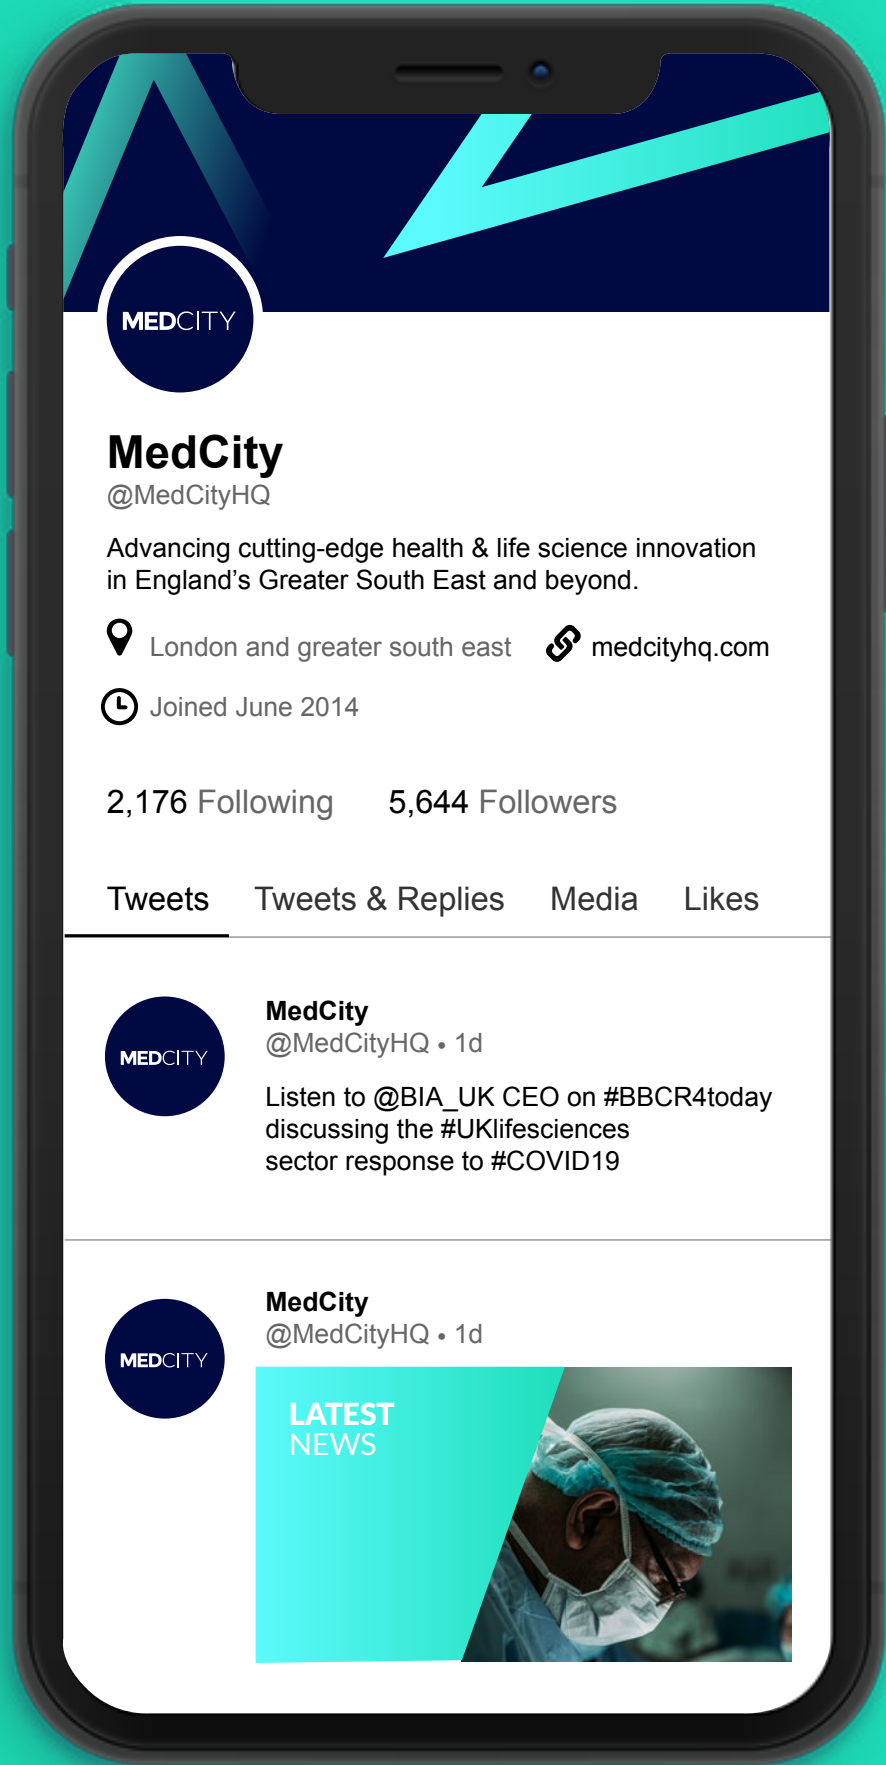 MEDCITY
MedCity
@MedCityHQ
Advancing cutting-edge health & life science innovation
in England’s Greater South East and beyond.
London and greater south east medcityhq.com
Joined June 2014
2,176 Following 5,644 Followers
Tweets Tweets & Replies Media Likes
MEDCITY
MedCity
@MedCityHQ • 1d
Listen to @BIA_UK CEO on #BBCR4today
discussing the #UKlifesciences
sector response to #COVID19
MEDCITY
MedCity
@MedCityHQ • 1d
LATEST
NEWS